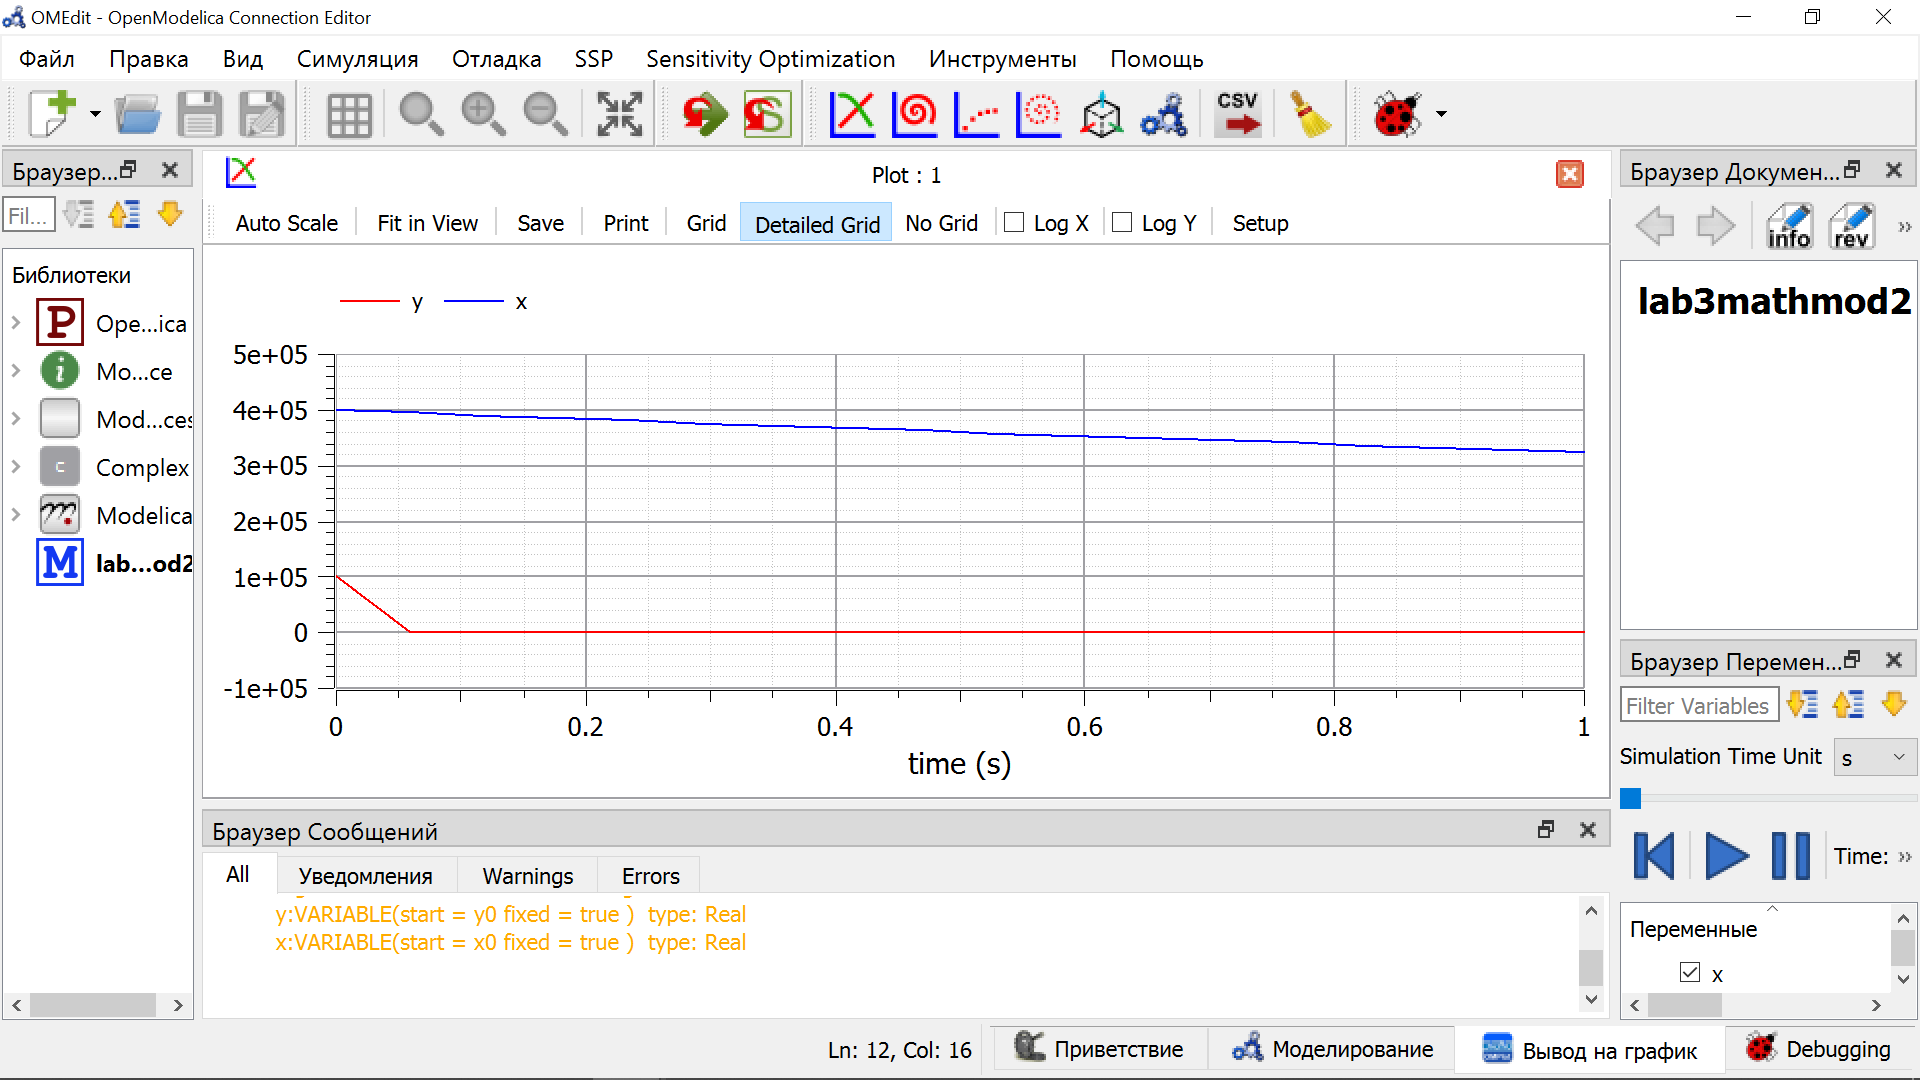 OMEdit - OpenModelica Connection Editor
Файл Правка Вид Симуляция Отладка SSP Sensitivity Optimization Инструменты Помощь
CSV
Браузер...
Fil...
Библиотеки
P Ope...ica
i Mo...ce
Mod...ces
C Complex
Modelica
M lab...od2
Plot : 1
Auto Scale Fit in View Save Print Grid Detailed Grid No Grid Log X Log Y Setup
y x
5e+05
4e+05
3e+05
2e+05
1e+05
0
-1e+05
0 0.2 0.4 0.6 0.8 1
time (s)
Браузер Сообщений
All Уведомления Warnings Errors
y:VARIABLE(start = y0 fixed = true ) type: Real
x:VARIABLE(start = x0 fixed = true ) type: Real
Браузер Докумен...
info rev »
lab3mathmod2
Браузер Перемен...
Filter Variables
Simulation Time Unit s
Time: »
Переменные
x
Ln: 12, Col: 16 Приветствие Моделирование Вывод на график Debugging